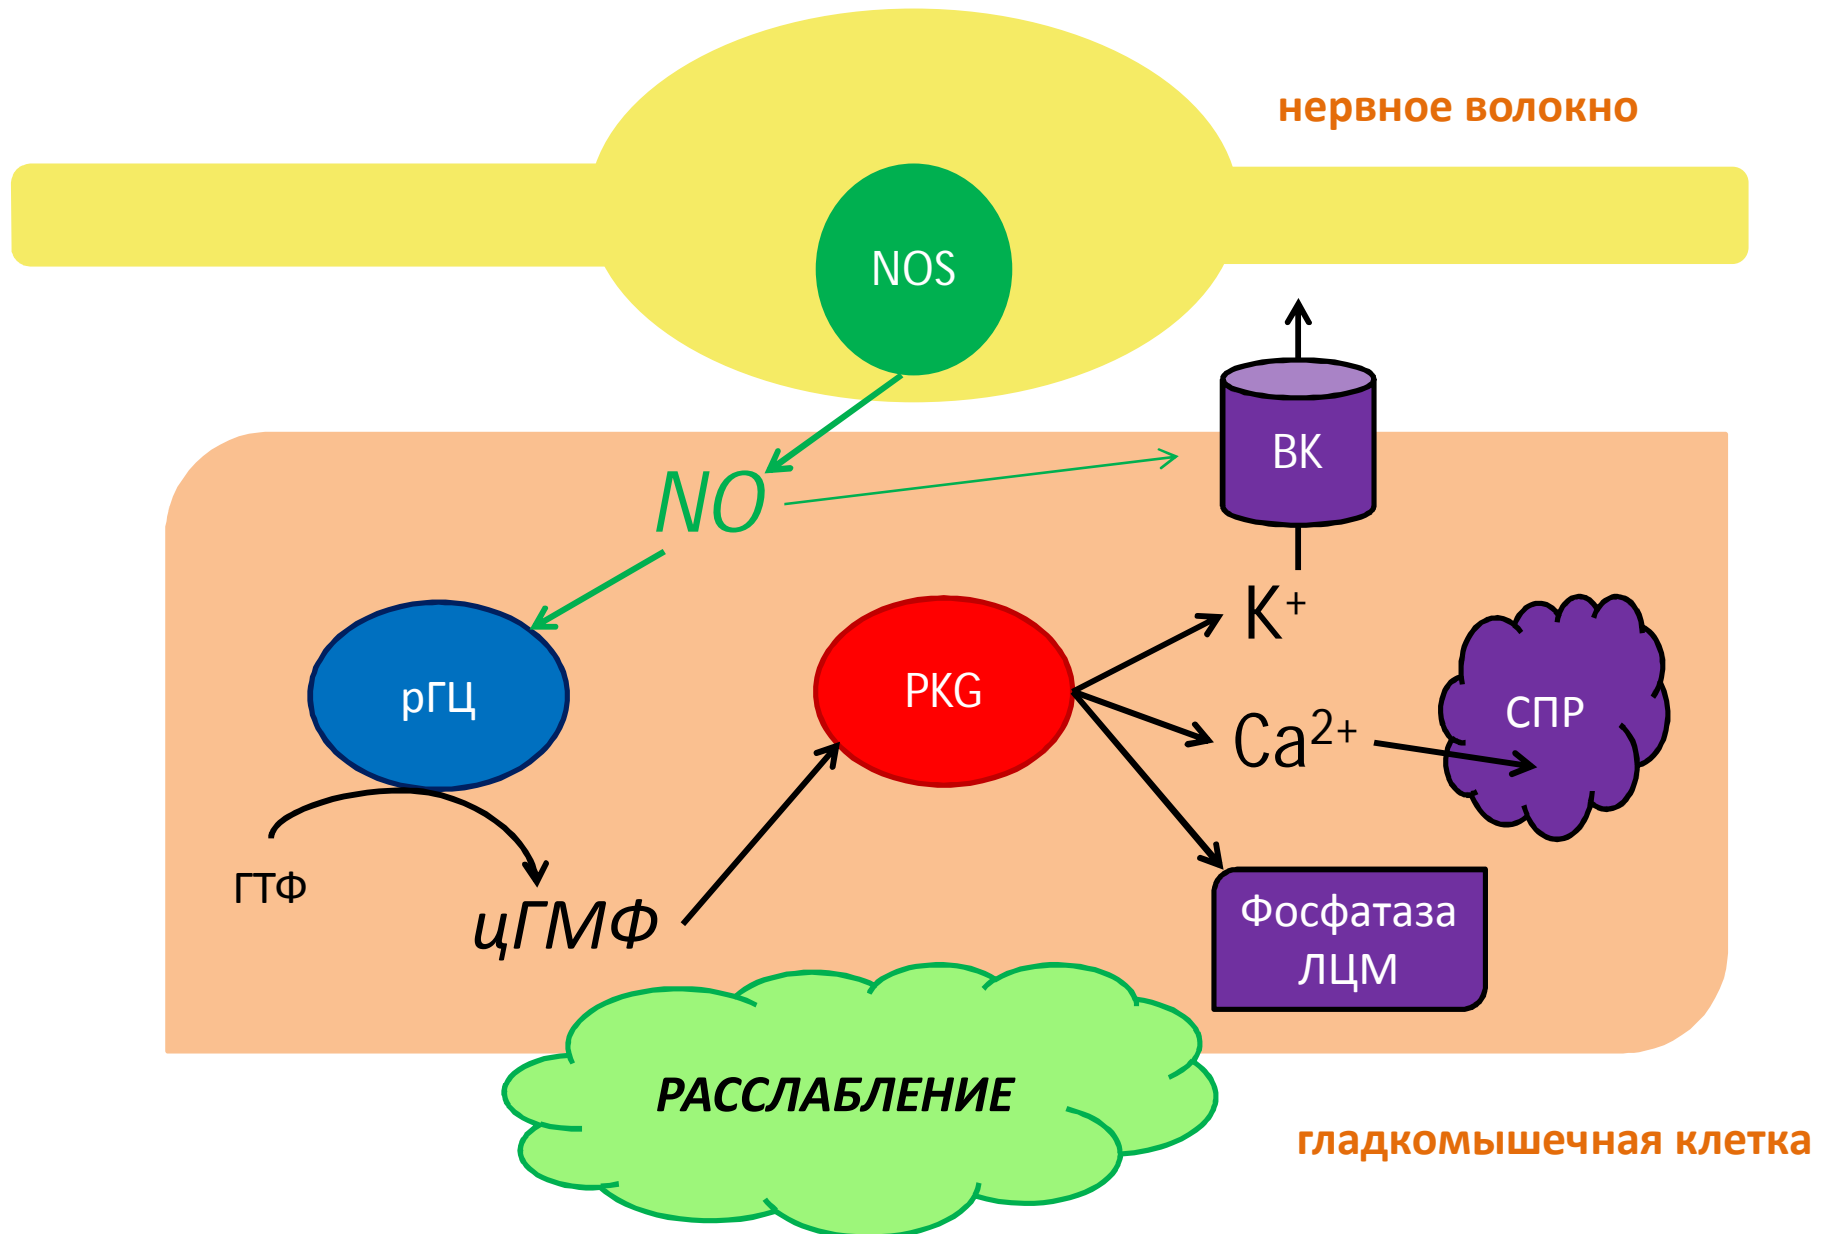 нервное волокно
NOS
BK
NO
K⁺
рГЦ
PKG
СПР
Ca²⁺
ГТФ
цГМФ
Фосфатаза
ЛЦМ
РАССЛАБЛЕНИЕ
гладкомышечная клетка